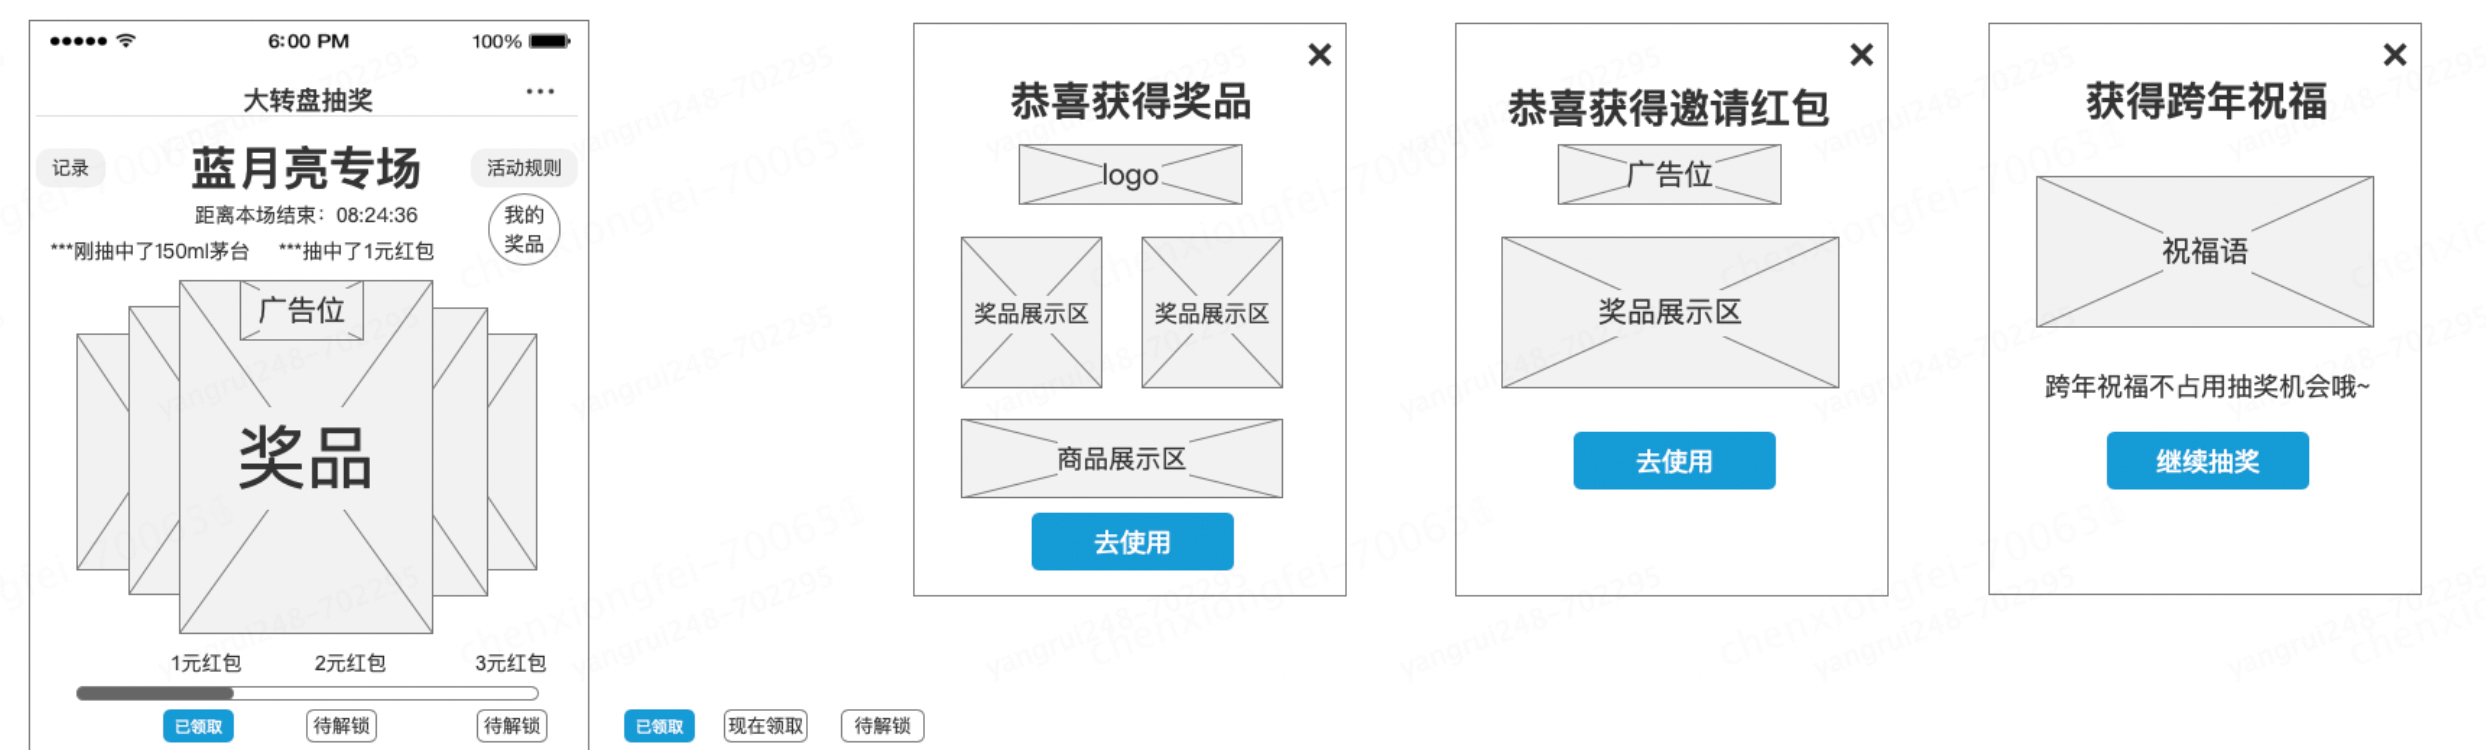 6:00 PM
100%
大转盘抽奖
记录
蓝月亮专场
活动规则
距离本场结束：08:24:36
我的
奖品
***刚抽中了150ml茅台
***抽中了1元红包
广告位
奖品
1元红包
2元红包
3元红包
已领取
待解锁
待解锁
已领取
现在领取
待解锁
恭喜获得奖品
logo
奖品展示区
奖品展示区
商品展示区
去使用
恭喜获得邀请红包
广告位
奖品展示区
去使用
获得跨年祝福
祝福语
跨年祝福不占用抽奖机会哦~
继续抽奖
yangrui248-702295